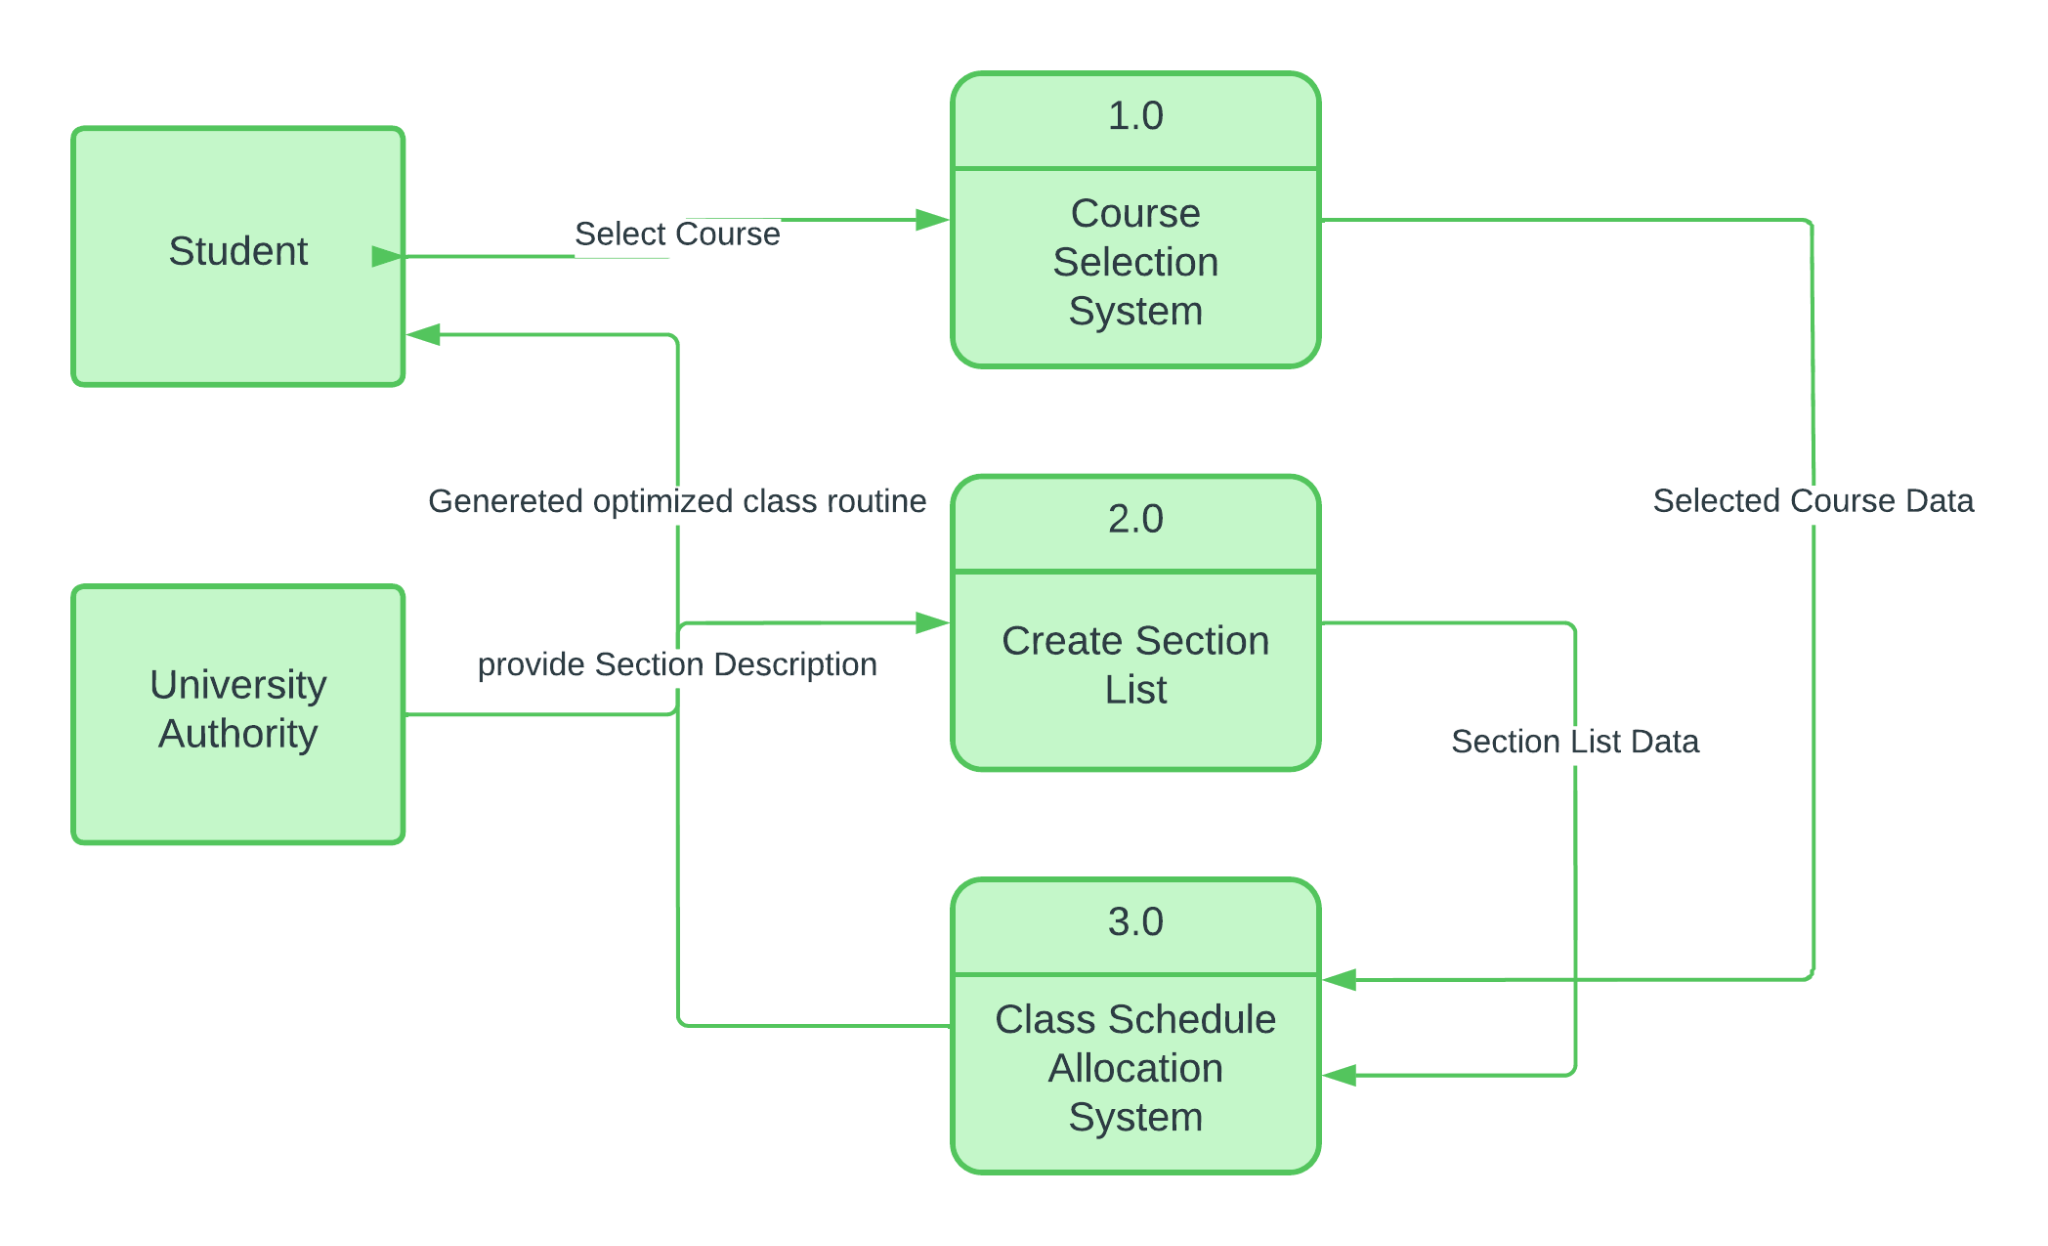 1.0
Student
Select Course
Course
Selection
System
Genereted optimized class routine
2.0
Selected Course Data
University
Authority
provide Section Description
Create Section
List
Section List Data
3.0
Class Schedule
Allocation
System